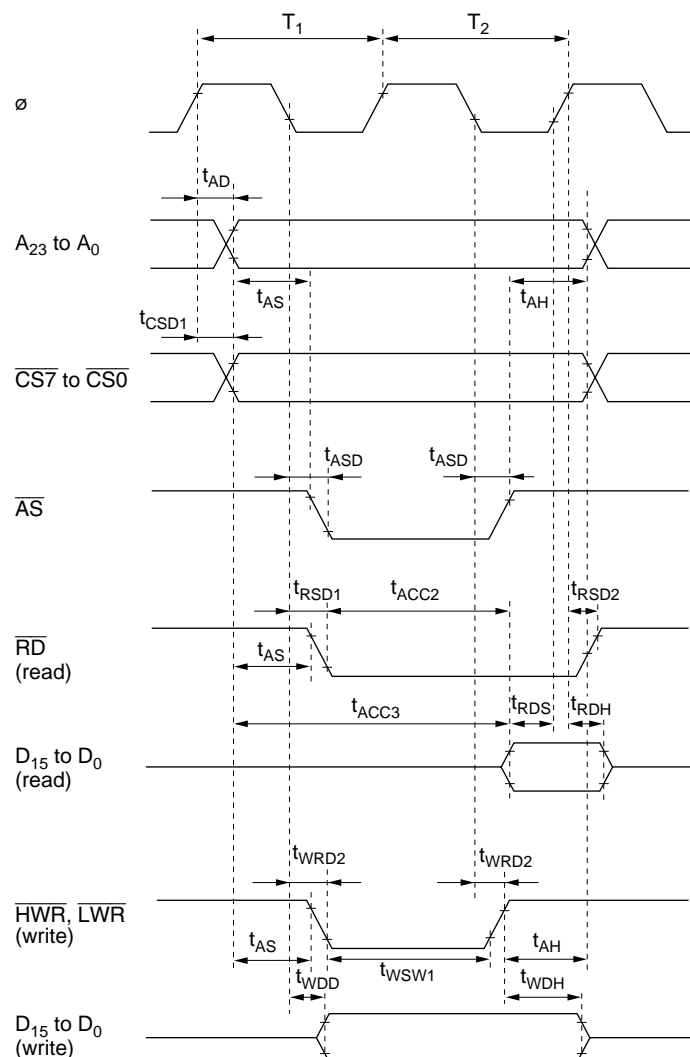 T1 T2
ø
tAD
A23 to A0
tAS tAH
tCSD1
CS7 to CS0
tASD tASD
AS
tRSD1 tACC2 tRSD2
RD
(read)
tAS
tACC3 tRDS tRDH
D15 to D0
(read)
tWRD2 tWRD2
HWR, LWR
(write)
tAS tWSW1 tAH
tWDD tWDH
D15 to D0
(write)